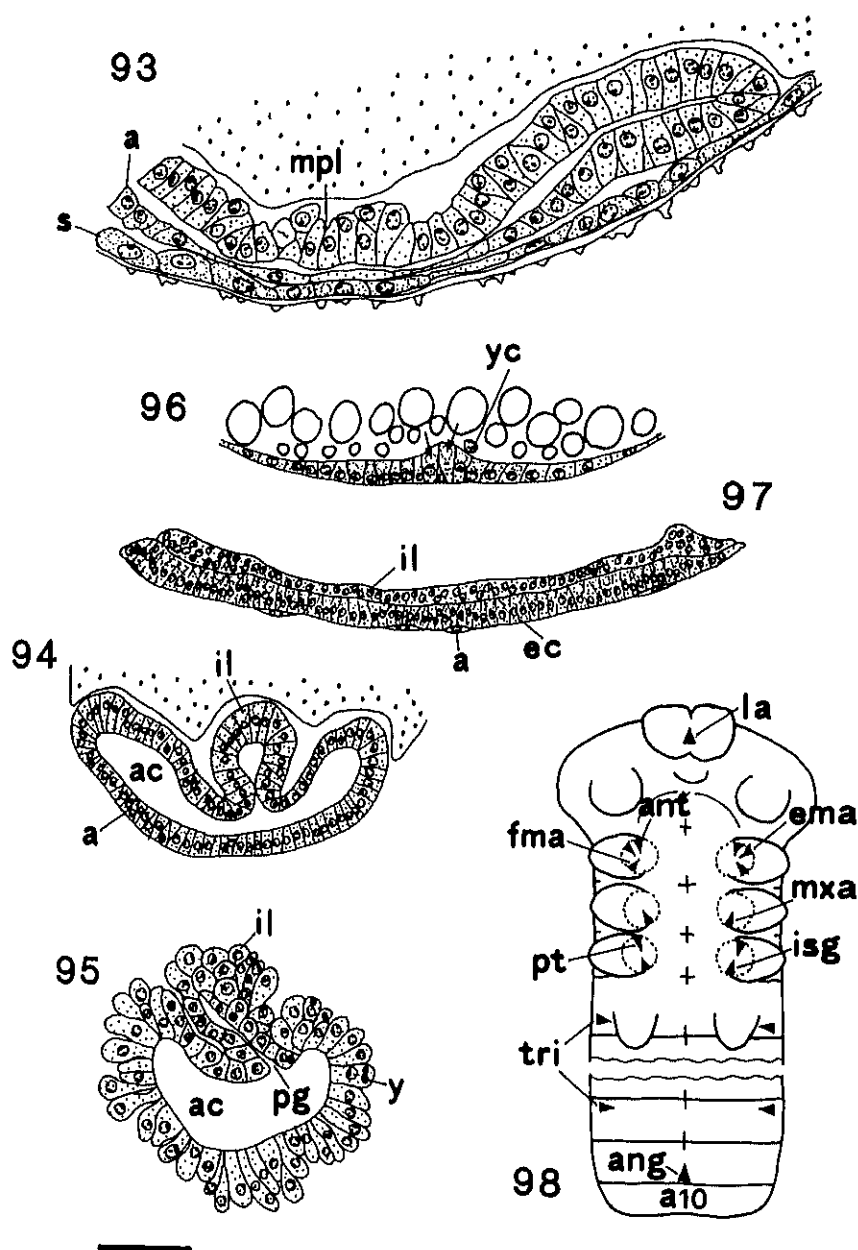 93
a
mpl
s
96
yc
97
il
a
ec
94
il
ac
a
la
ant
fma
ema
mxa
pt
isg
95
il
ac
pg
y
tri
ang
a10
98